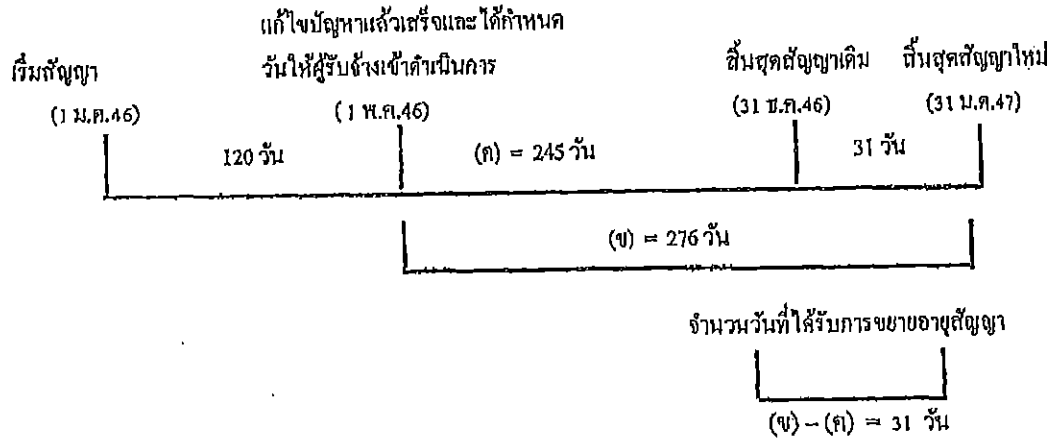 แก้ไขปัญหาแล้วเสร็จและได้กำหนด
เริ่มสัญญา วันให้ผู้รับจ้างเข้าดำเนินการ สิ้นสุดสัญญาเดิม สิ้นสุดสัญญาใหม่
(1 ม.ค.46) (1 พ.ค.46) (31 ธ.ค.46) (31 ม.ค.47)
120 วัน (ค) = 245 วัน 31 วัน
(ข) = 276 วัน
จำนวนวันที่ได้รับการขยายอายุสัญญา
(ข) – (ค) = 31 วัน